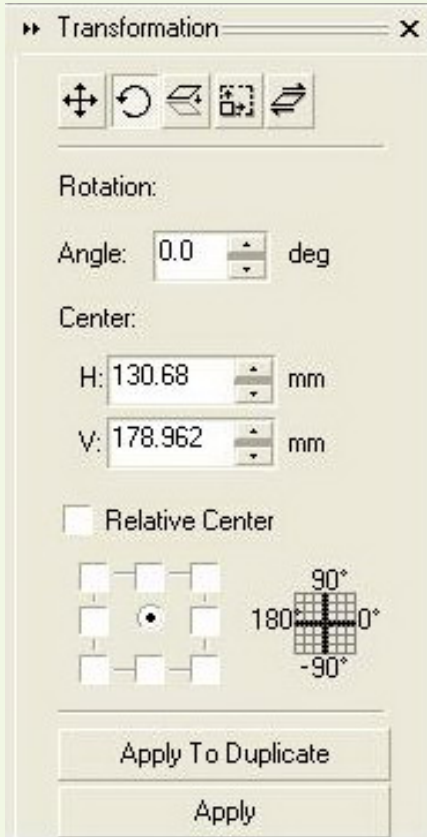 Transformation
Rotation:
Angle: 0.0 deg
Center:
H: 130.68 mm
V: 178.962 mm
Relative Center
90°
180° 0°
-90°
Apply To Duplicate
Apply